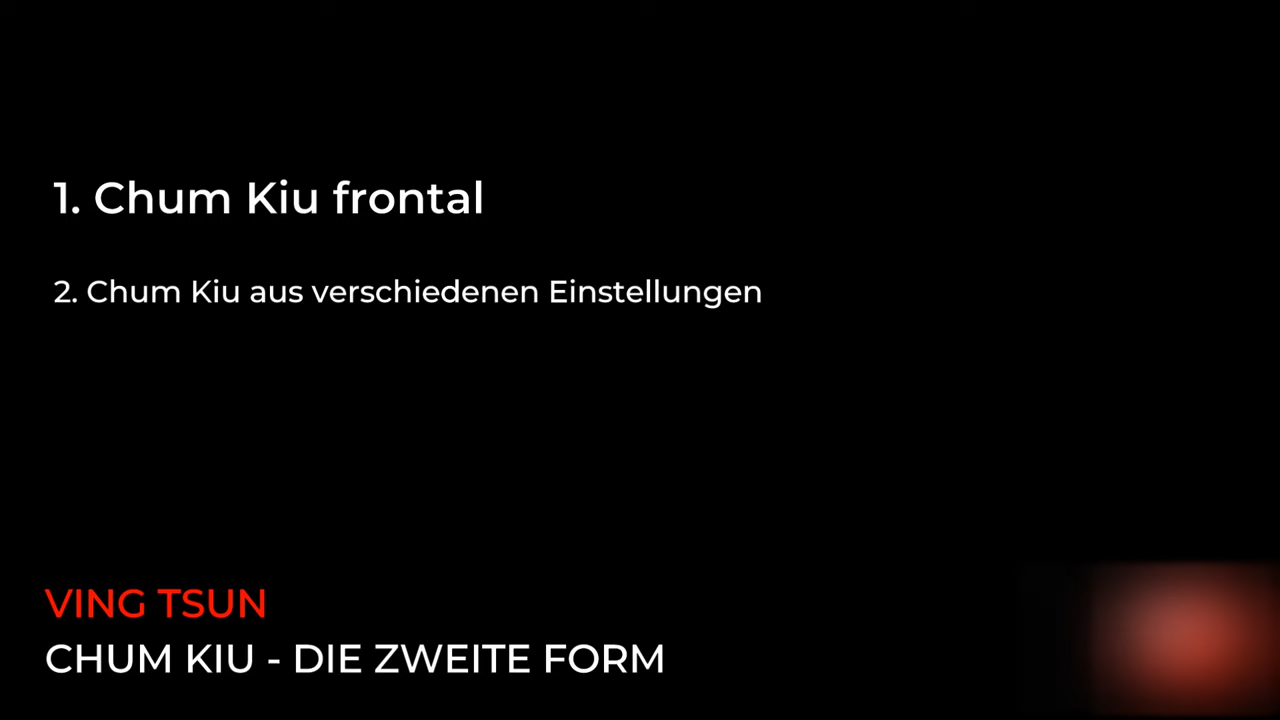 1. Chum Kiu frontal
2. Chum Kiu aus verschiedenen Einstellungen
VING TSUN
CHUM KIU - DIE ZWEITE FORM